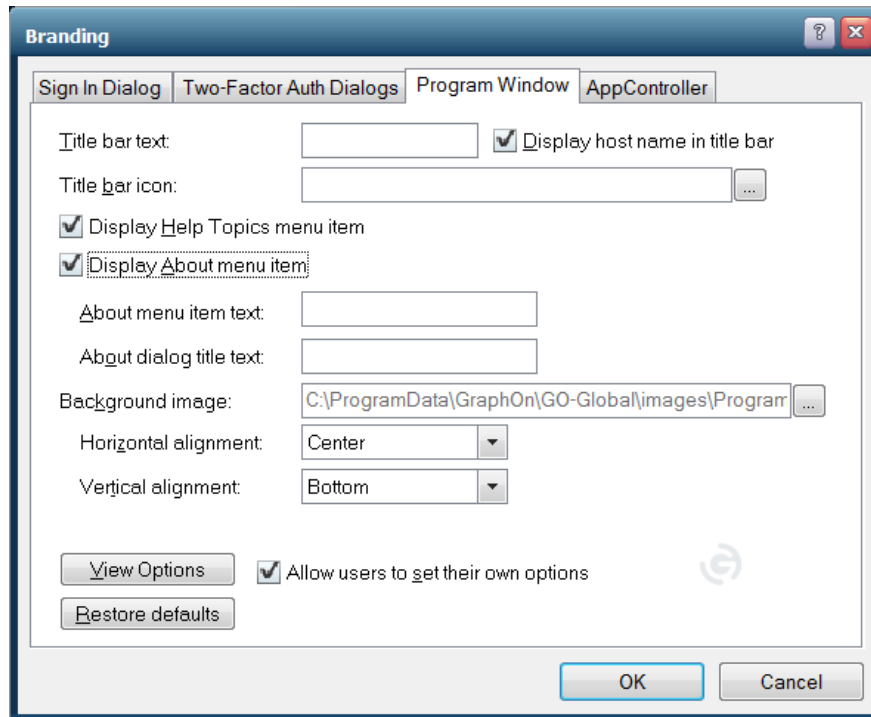 Branding
Sign In Dialog Two-Factor Auth Dialogs Program Window AppController
Title bar text: Display host name in title bar
Title bar icon: ...
Display Help Topics menu item
Display About menu item
About menu item text:
About dialog title text:
Background image: C:\ProgramData\GraphOn\GO-Global\images\Program ...
Horizontal alignment: Center
Vertical alignment: Bottom
View Options Allow users to set their own options
Restore defaults
OK Cancel